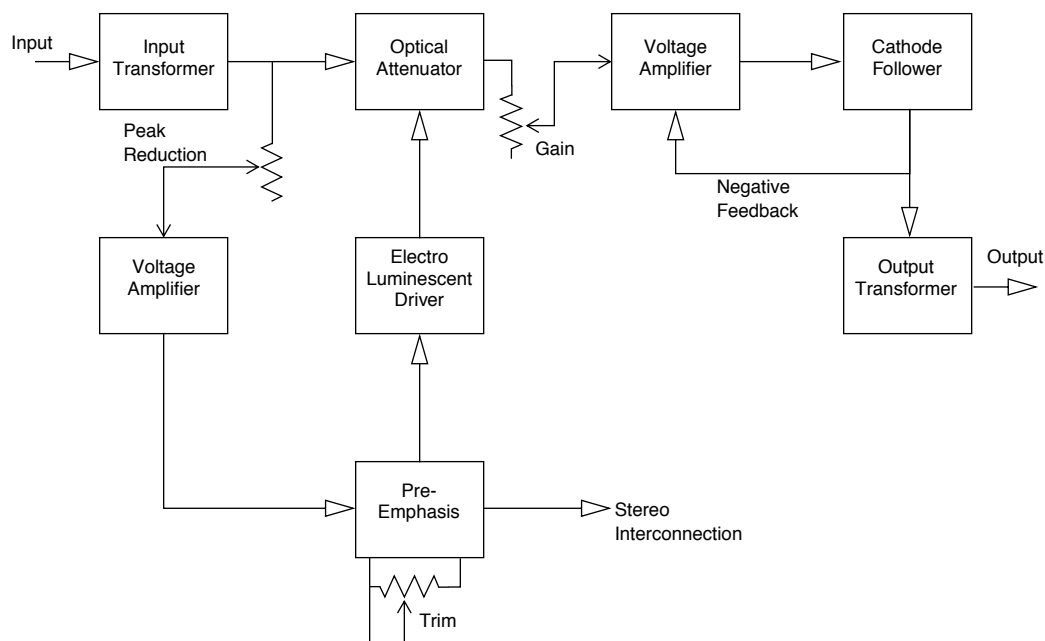 Input
Input
Transformer
Optical
Attenuator
Voltage
Amplifier
Cathode
Follower
Peak
Reduction
Gain
Negative
Feedback
Voltage
Amplifier
Electro
Luminescent
Driver
Output
Transformer
Output
Pre-
Emphasis
Stereo
Interconnection
Trim